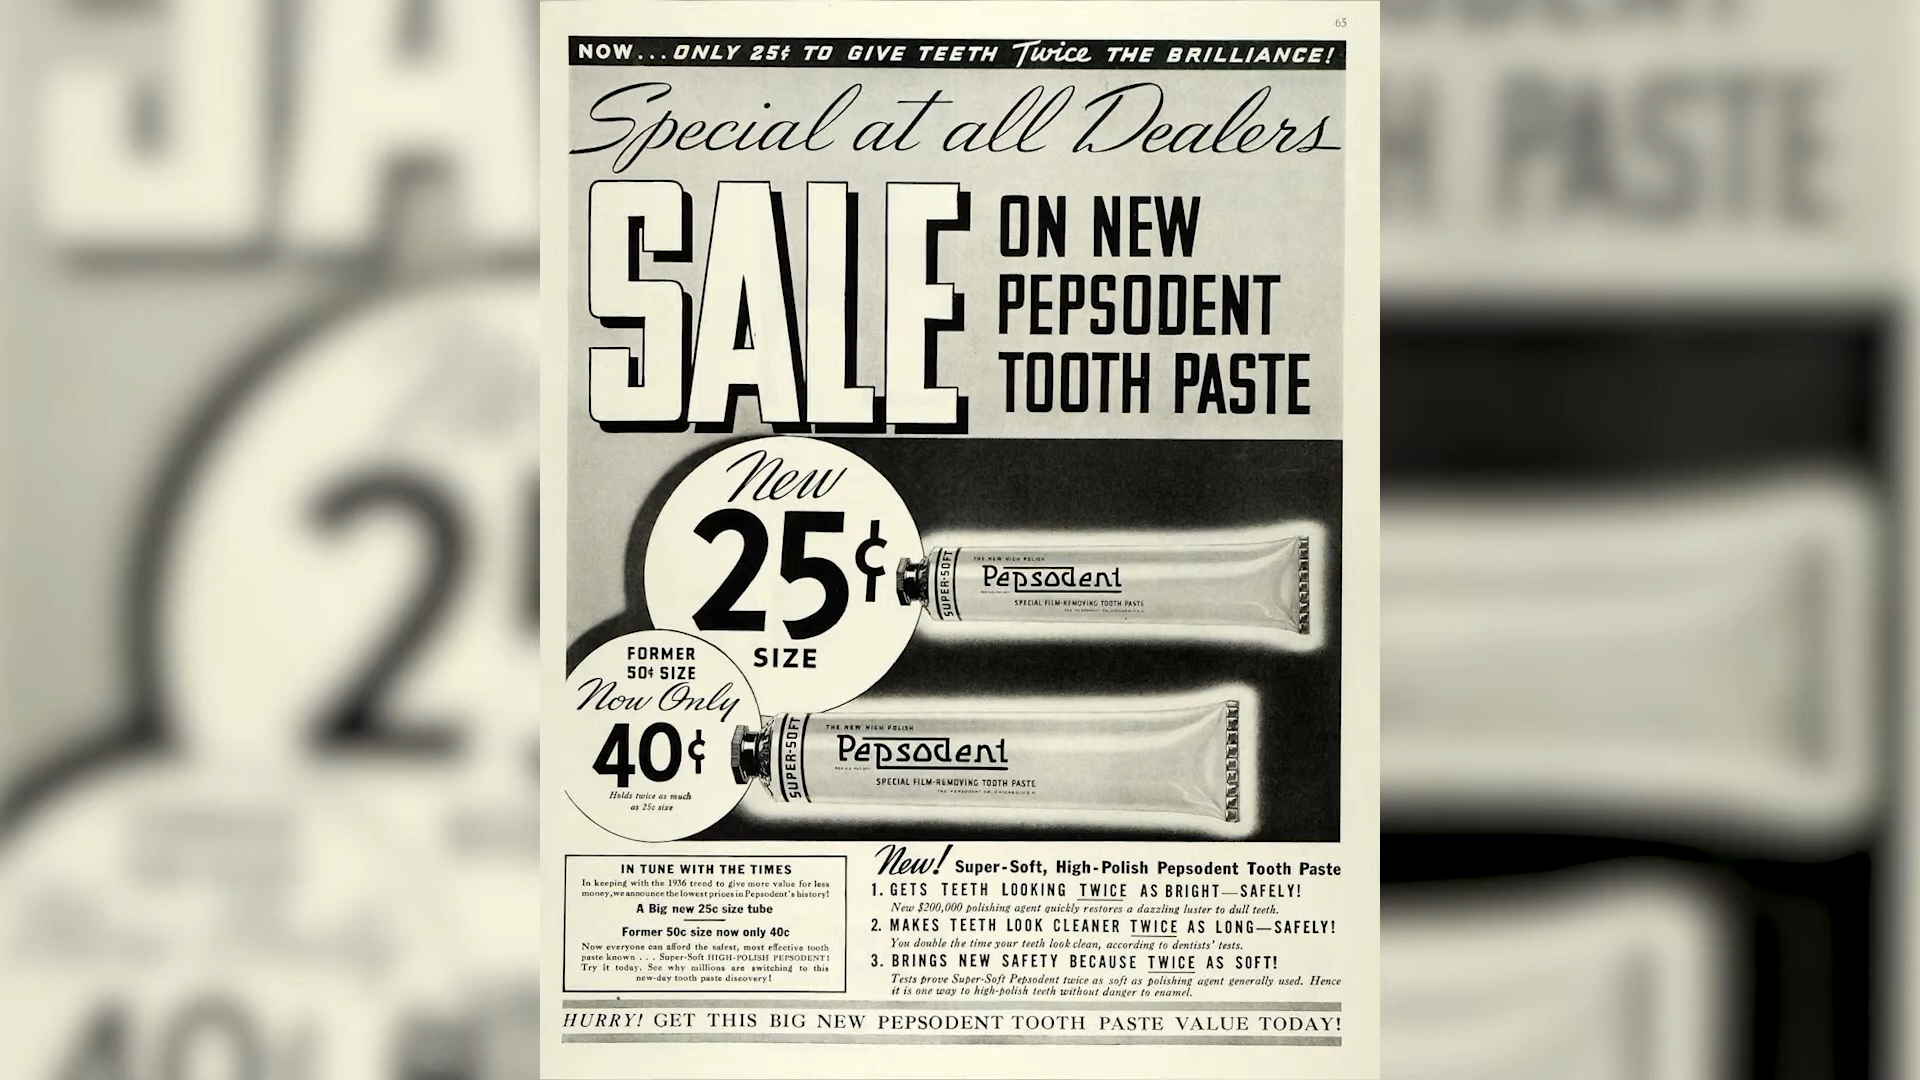 65
NOW...ONLY 25¢ TO GIVE TEETH Twice THE BRILLIANCE!
Special at all Dealers
SALE
ON NEW
PEPSODENT
TOOTH PASTE
New
25¢
SIZE
SUPER-SOFT
THE NEW HIGH POLISH
Pepsodent
SPECIAL FILM-REMOVING TOOTH PASTE
FORMER
50¢ SIZE
Now Only
40¢
Holds twice as much
as 25c size
SUPER-SOFT
THE NEW HIGH POLISH
Pepsodent
SPECIAL FILM-REMOVING TOOTH PASTE
THE PEPSODENT CO., CHICAGO, U.S.A.
IN TUNE WITH THE TIMES
In keeping with the 1936 trend to give more value for less
money, we announce the lowest prices in Pepsodent's history!
A Big new 25c size tube
Former 50c size now only 40c
Now everyone can afford the safest, most effective tooth
paste known . . . Super-Soft HIGH-POLISH PEPSODENT!
Try it today. See why millions are switching to this
new-day tooth paste discovery!
New! Super-Soft, High-Polish Pepsodent Tooth Paste
1. GETS TEETH LOOKING TWICE AS BRIGHT—SAFELY!
New $200,000 polishing agent quickly restores a dazzling luster to dull teeth.
2. MAKES TEETH LOOK CLEANER TWICE AS LONG—SAFELY!
You double the time your teeth look clean, according to dentists' tests.
3. BRINGS NEW SAFETY BECAUSE TWICE AS SOFT!
Tests prove Super-Soft Pepsodent twice as soft as polishing agent generally used. Hence
it is one way to high-polish teeth without danger to enamel.
HURRY! GET THIS BIG NEW PEPSODENT TOOTH PASTE VALUE TODAY!